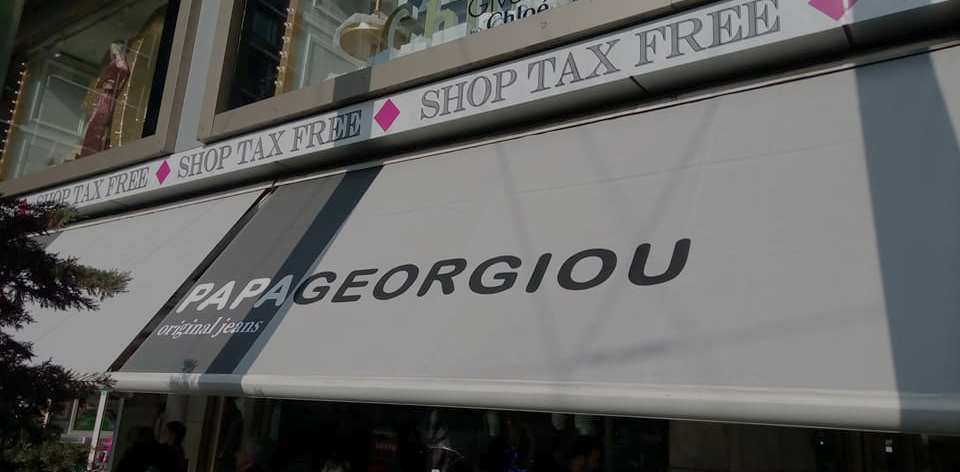 Chloé
SHOP TAX FREE SHOP TAX FREE SHOP TAX FREE
PAPAGEORGIOU
original jeans